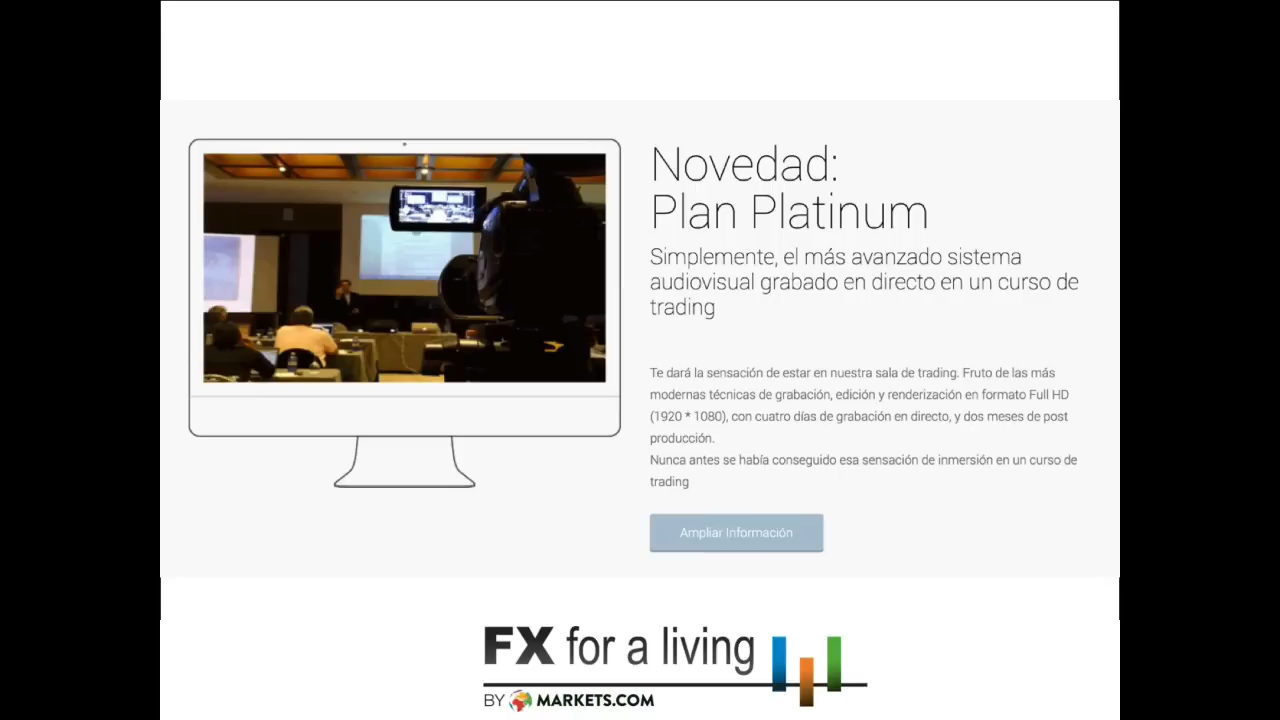 Novedad:
Plan Platinum
Simplemente, el más avanzado sistema
audiovisual grabado en directo en un curso de
trading
Te dará la sensación de estar en nuestra sala de trading. Fruto de las más
modernas técnicas de grabación, edición y renderización en formato Full HD
(1920 * 1080), con cuatro días de grabación en directo, y dos meses de post
producción.
Nunca antes se había conseguido esa sensación de inmersión en un curso de
trading
Ampliar Información
FX for a living
BY MARKETS.COM